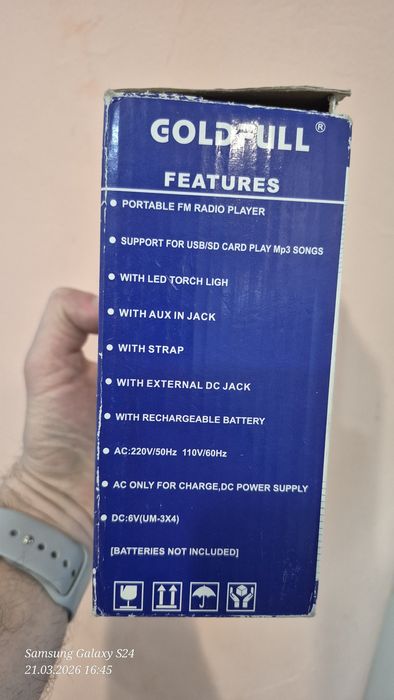 GOLDFULL®
FEATURES
• PORTABLE FM RADIO PLAYER
• SUPPORT FOR USB/SD CARD PLAY Mp3 SONGS
• WITH LED TORCH LIGH
• WITH AUX IN JACK
• WITH STRAP
• WITH EXTERNAL DC JACK
• WITH RECHARGEABLE BATTERY
• AC:220V/50Hz 110V/60Hz
• AC ONLY FOR CHARGE,DC POWER SUPPLY
• DC:6V(UM-3X4)
[BATTERIES NOT INCLUDED]
Samsung Galaxy S24
21.03.2026 16:45